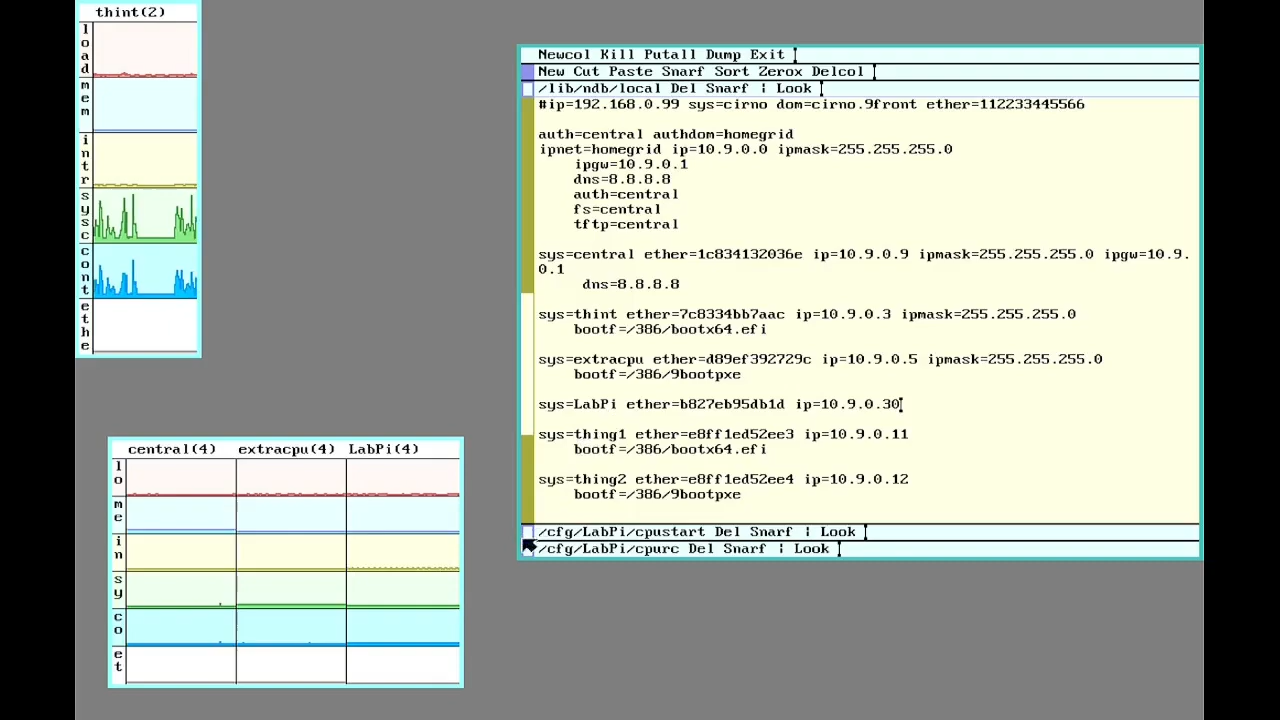 thint(2)
load
mem
intr
sysc
cont
ethe
Newcol Kill Putall Dump Exit
New Cut Paste Snarf Sort Zerox Delcol
/lib/ndb/local Del Snarf | Look
#ip=192.168.0.99 sys=cirno dom=cirno.9front ether=112233445566
auth=central authdom=homegrid
ipnet=homegrid ip=10.9.0.0 ipmask=255.255.255.0
ipgw=10.9.0.1
dns=8.8.8.8
auth=central
fs=central
tftp=central
sys=central ether=1c834132036e ip=10.9.0.9 ipmask=255.255.255.0 ipgw=10.9.
0.1
dns=8.8.8.8
sys=thint ether=7c8334bb7aac ip=10.9.0.3 ipmask=255.255.255.0
bootf=/386/bootx64.efi
sys=extracpu ether=d89ef392729c ip=10.9.0.5 ipmask=255.255.255.0
bootf=/386/9bootpxe
sys=LabPi ether=b827eb95db1d ip=10.9.0.30
sys=thing1 ether=e8ff1ed52ee3 ip=10.9.0.11
bootf=/386/bootx64.efi
sys=thing2 ether=e8ff1ed52ee4 ip=10.9.0.12
bootf=/386/9bootpxe
/cfg/LabPi/cpustart Del Snarf | Look
/cfg/LabPi/cpurc Del Snarf | Look
central(4) extracpu(4) LabPi(4)
lo
me
in
sy
co
et